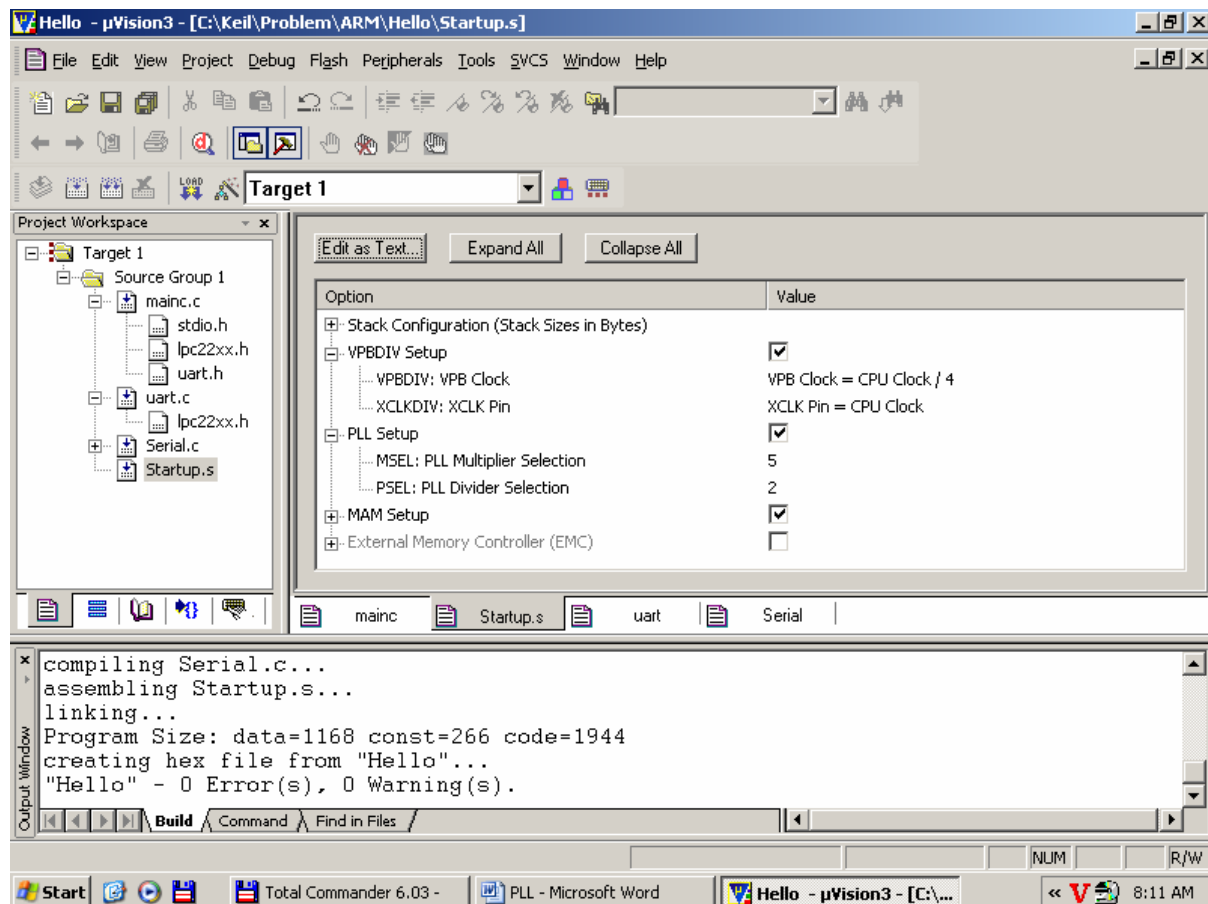 Hello - µVision3 - [C:\Keil\Problem\ARM\Hello\Startup.s]
File Edit View Project Debug Flash Peripherals Tools SVCS Window Help
LOAD Target 1
Project Workspace
Target 1
Source Group 1
mainc.c
stdio.h
lpc22xx.h
uart.h
uart.c
lpc22xx.h
Serial.c
Startup.s
Edit as Text... Expand All Collapse All
Option Value
Stack Configuration (Stack Sizes in Bytes)
VPBDIV Setup
VPBDIV: VPB Clock VPB Clock = CPU Clock / 4
XCLKDIV: XCLK Pin XCLK Pin = CPU Clock
PLL Setup
MSEL: PLL Multiplier Selection 5
PSEL: PLL Divider Selection 2
MAM Setup
External Memory Controller (EMC)
mainc Startup.s uart Serial
Output Window
compiling Serial.c...
assembling Startup.s...
linking...
Program Size: data=1168 const=266 code=1944
creating hex file from "Hello"...
"Hello" - 0 Error(s), 0 Warning(s).
Build Command Find in Files
NUM R/W
Start Total Commander 6.03 - PLL - Microsoft Word Hello - µVision3 - [C:\... « 8:11 AM